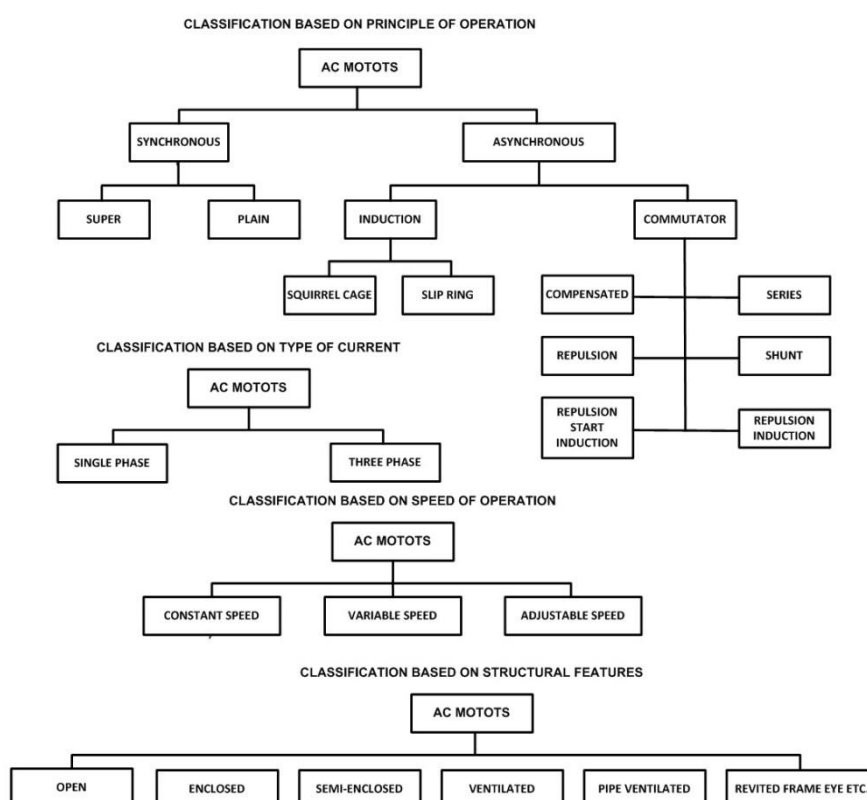 CLASSIFICATION BASED ON PRINCIPLE OF OPERATION
AC MOTOTS
SYNCHRONOUS
ASYNCHRONOUS
SUPER
PLAIN
INDUCTION
COMMUTATOR
SQUIRREL CAGE
SLIP RING
COMPENSATED
SERIES
REPULSION
SHUNT
REPULSION
START
INDUCTION
REPULSION
INDUCTION
CLASSIFICATION BASED ON TYPE OF CURRENT
AC MOTOTS
SINGLE PHASE
THREE PHASE
CLASSIFICATION BASED ON SPEED OF OPERATION
AC MOTOTS
CONSTANT SPEED
VARIABLE SPEED
ADJUSTABLE SPEED
CLASSIFICATION BASED ON STRUCTURAL FEATURES
AC MOTOTS
OPEN
ENCLOSED
SEMI-ENCLOSED
VENTILATED
PIPE VENTILATED
REVITED FRAME EYE ETC